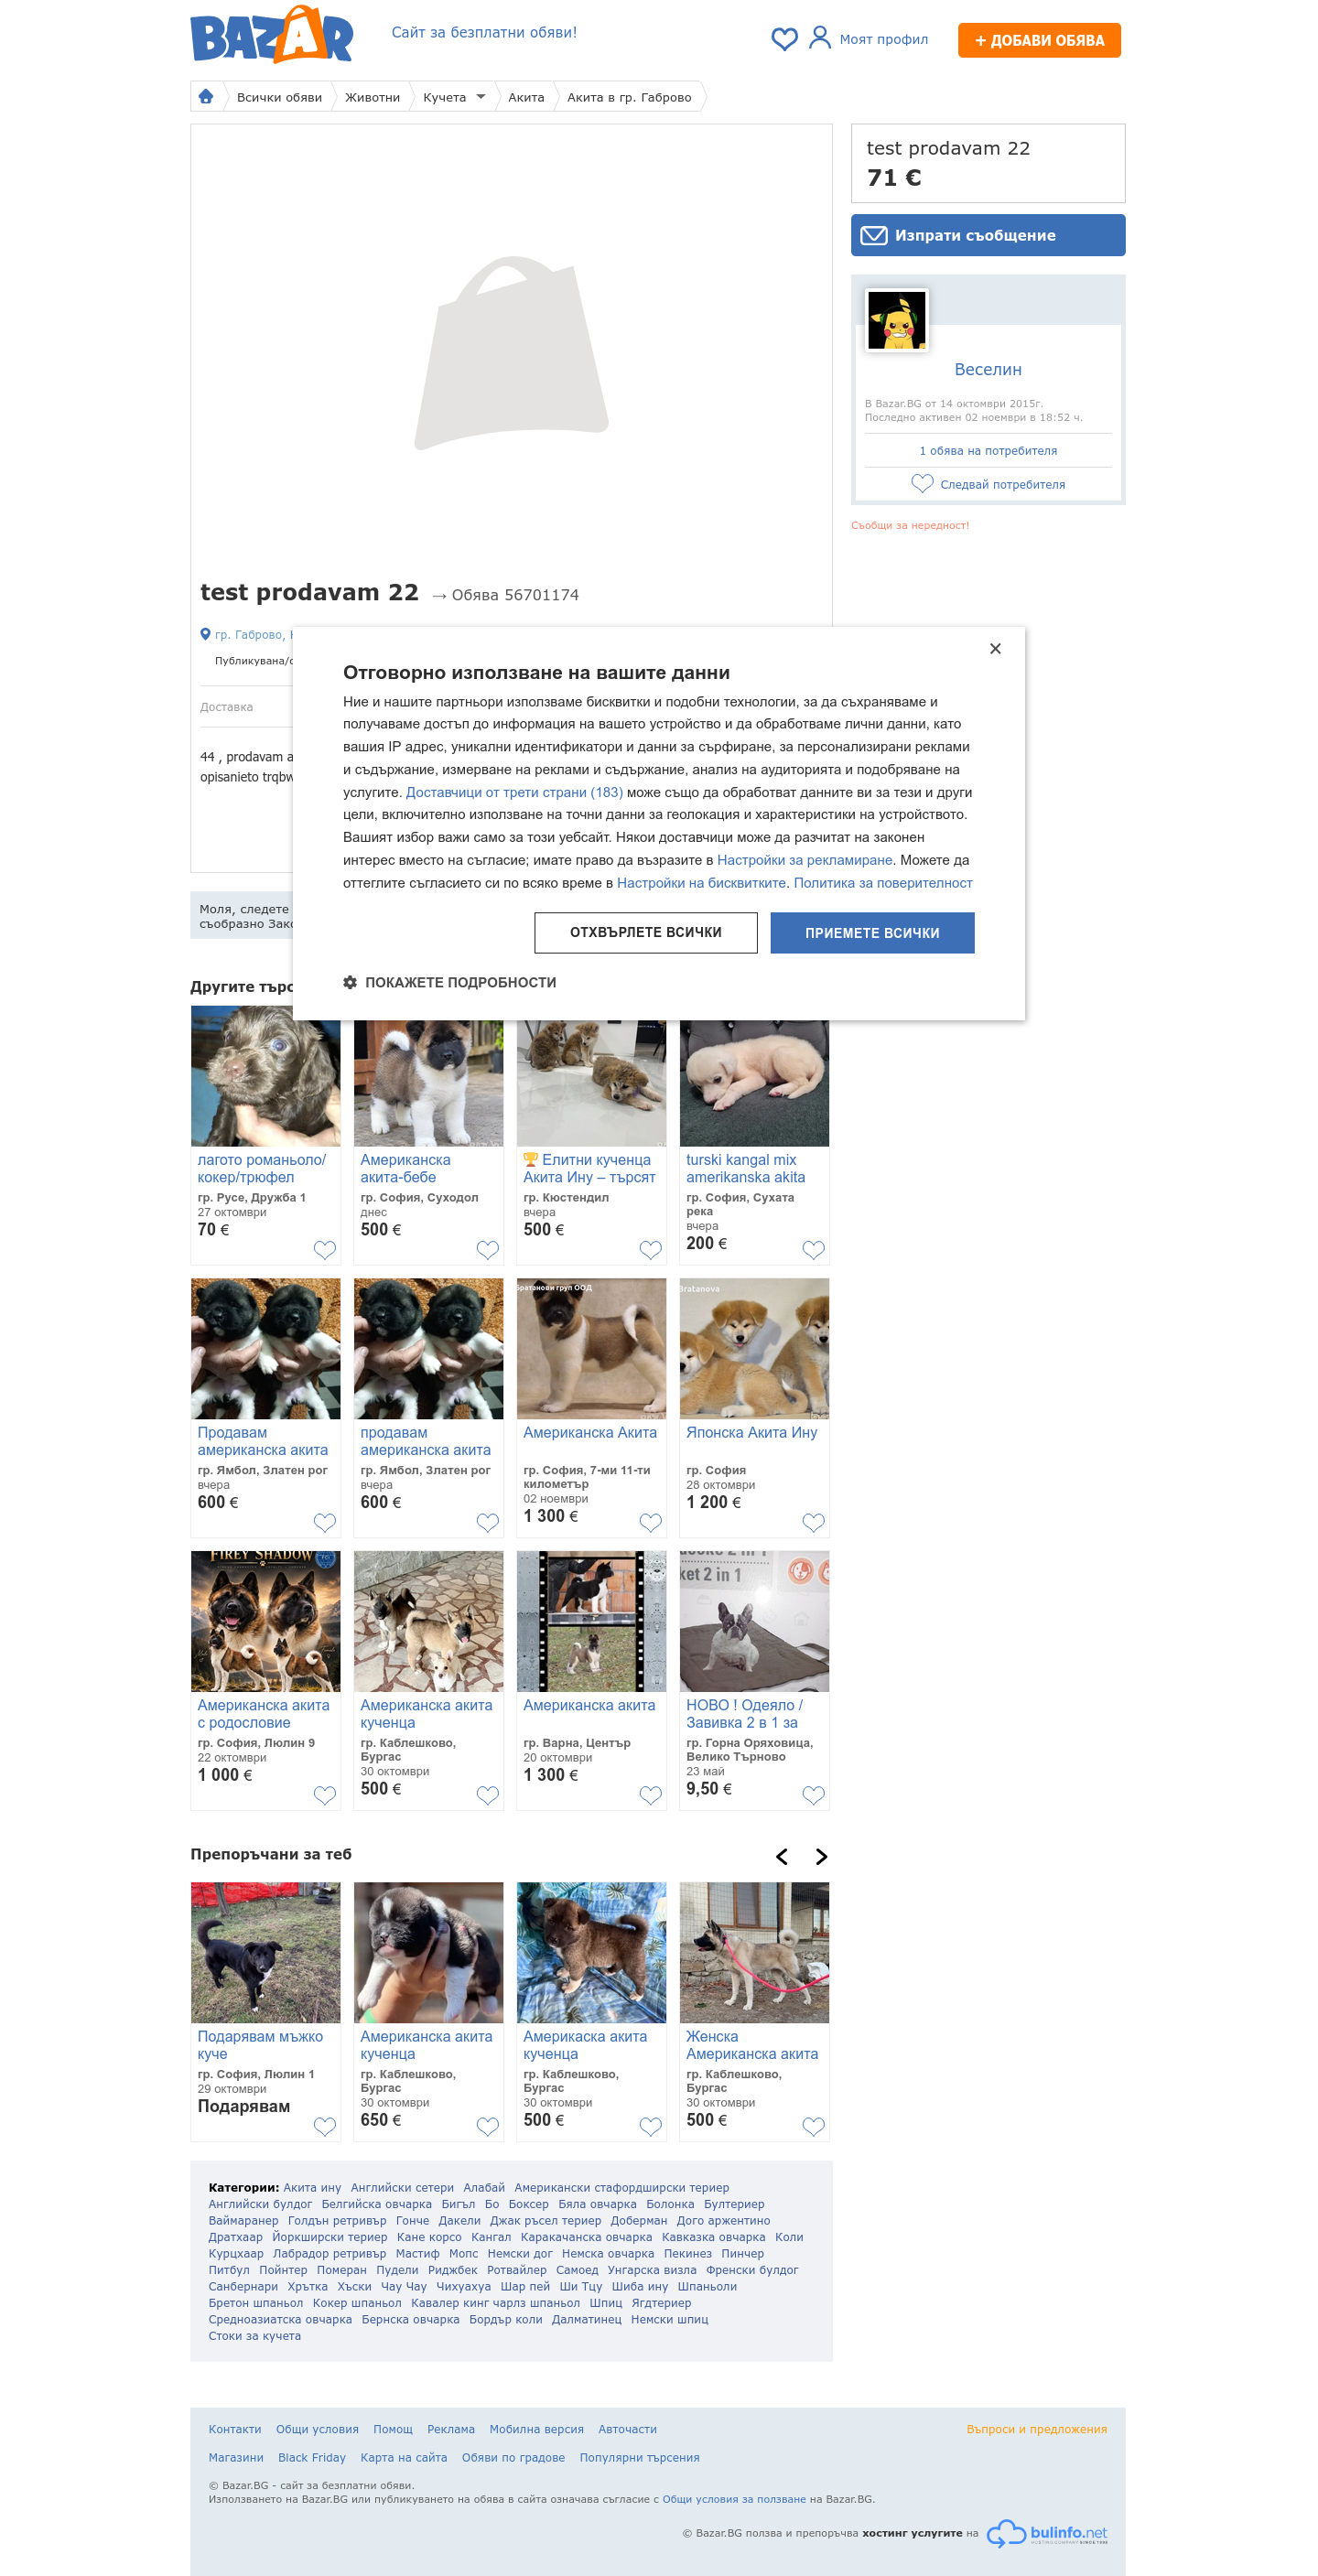 BAZAR
Сайт за безплатни обяви!
Моят профил
+ ДОБАВИ ОБЯВА
Всички обяви
Животни
Кучета
Акита
Акита в гр. Габрово
test prodavam 22
71 €
Изпрати съобщение
Веселин
В Bazar.BG от 14 октомври 2015г.
Последно активен 02 ноември в 18:52 ч.
1 обява на потребителя
Следвай потребителя
Съобщи за нередност!
test prodavam 22 → Обява 56701174
гр. Габрово,
Публикувана/
Доставка
44 , prodavam
opisanieto
Моля, следете
съобразно
Другите
×
Отговорно използване на вашите данни
Ние и нашите партньори използваме бисквитки и подобни технологии, за да съхраняваме и
получаваме достъп до информация на вашето устройство и да обработваме лични данни, като
вашия IP адрес, уникални идентификатори и данни за сърфиране, за персонализирани реклами
и съдържание, измерване на реклами и съдържание, анализ на аудиторията и подобряване на
услугите. Доставчици от трети страни (183) може също да обработват данните ви за тези и други
цели, включително използване на точни данни за геолокация и характеристики на устройството.
Вашият избор важи само за този уебсайт. Някои доставчици може да разчитат на законен
интерес вместо на съгласие; имате право да възразите в Настройки за рекламиране. Можете да
оттеглите съгласието си по всяко време в Настройки на бисквитките. Политика за поверителност
ОТХВЪРЛЕТЕ ВСИЧКИ
ПРИЕМЕТЕ ВСИЧКИ
ПОКАЖЕТЕ ПОДРОБНОСТИ
лагото романьоло/
кокер/трюфел
гр. Русе, Дружба 1
27 октомври
70 €
Американска
акита-бебе
гр. София, Суходол
днес
500 €
🏆 Елитни кученца
Акита Ину – търсят
гр. Кюстендил
вчера
500 €
turski kangal mix
amerikanska akita
гр. София, Сухата
река
вчера
200 €
Продавам
американска акита
гр. Ямбол, Златен рог
вчера
600 €
продавам
американска акита
гр. Ямбол, Златен рог
вчера
600 €
Братанови груп ООД
Американска Акита
гр. София, 7-ми 11-ти
километър
02 ноември
1 300 €
Bratanova
Японска Акита Ину
гр. София
28 октомври
1 200 €
FIREY SHADOW
Американска акита
с родословие
гр. София, Люлин 9
22 октомври
1 000 €
Американска акита
кученца
гр. Каблешково,
Бургас
30 октомври
500 €
Американска акита
гр. Варна, Център
20 октомври
1 300 €
ket 2 in 1
НОВО ! Одеяло /
Завивка 2 в 1 за
гр. Горна Оряховица,
Велико Търново
23 май
9,50 €
Препоръчани за теб
Подарявам мъжко
куче
гр. София, Люлин 1
29 октомври
Подарявам
Американска акита
кученца
гр. Каблешково,
Бургас
30 октомври
650 €
Америкаска акита
кученца
гр. Каблешково,
Бургас
30 октомври
500 €
Женска
Американска акита
гр. Каблешково,
Бургас
30 октомври
500 €
Категории: Акита ину Английски сетери Алабай Американски стафордширски териер
Английски булдог Белгийска овчарка Бигъл Бо Боксер Бяла овчарка Болонка Бултериер
Ваймаранер Голдън ретривър Гонче Дакели Джак ръсел териер Доберман Дого аржентино
Дратхаар Йоркширски териер Кане корсо Кангал Каракачанска овчарка Кавказка овчарка Коли
Курцхаар Лабрадор ретривър Мастиф Мопс Немски дог Немска овчарка Пекинез Пинчер
Питбул Пойнтер Померан Пудели Риджбек Ротвайлер Самоед Унгарска визла Френски булдог
Санбернари Хрътка Хъски Чау Чау Чихуахуа Шар пей Ши Тцу Шиба ину Шпаньоли
Бретон шпаньол Кокер шпаньол Кавалер кинг чарлз шпаньол Шпиц Ягдтериер
Средноазиатска овчарка Бернска овчарка Бордър коли Далматинец Немски шпиц
Стоки за кучета
Контакти Общи условия Помощ Реклама Мобилна версия Авточасти
Въпроси и предложения
Магазини Black Friday Карта на сайта Обяви по градове Популярни търсения
© Bazar.BG - сайт за безплатни обяви.
Използването на Bazar.BG или публикуването на обява в сайта означава съгласие с Общи условия за ползване на Bazar.BG.
© Bazar.BG ползва и препоръчва хостинг услугите на
bulinfo.net